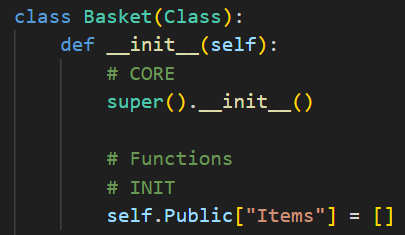 class Basket(Class):
    def __init__(self):
        # CORE
        super().__init__()

        # Functions
        # INIT
        self.Public["Items"] = []